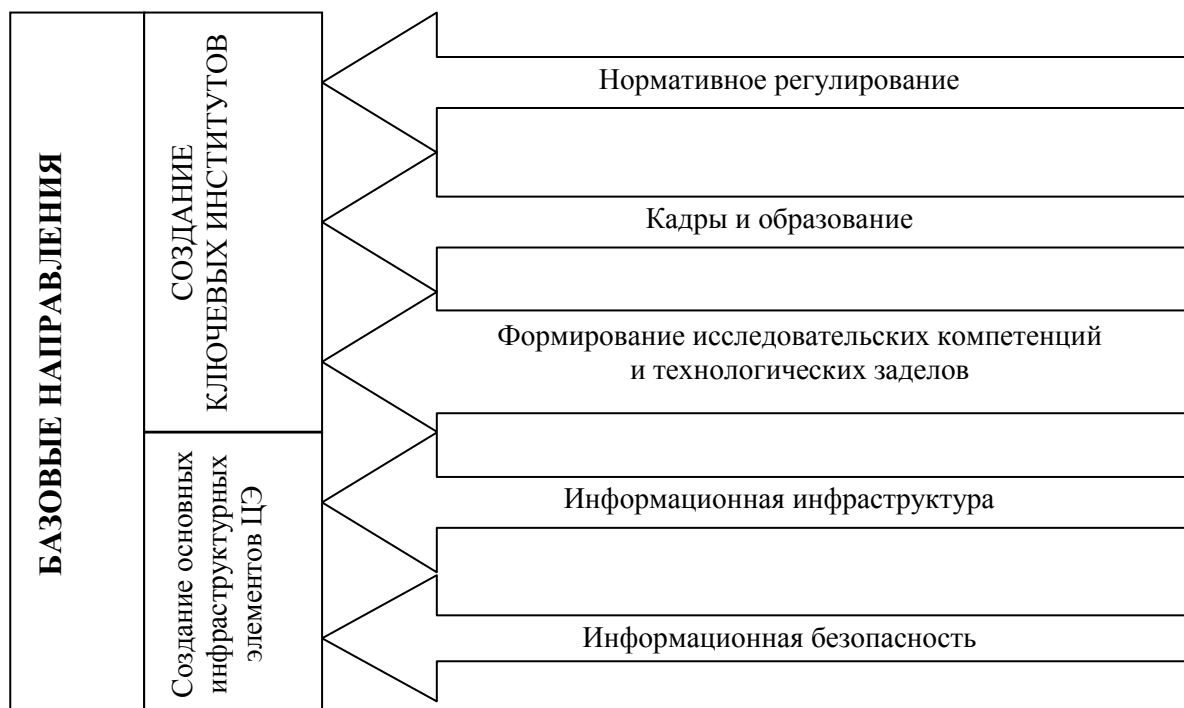 БАЗОВЫЕ НАПРАВЛЕНИЯ
СОЗДАНИЕ
КЛЮЧЕВЫХ ИНСТИТУТОВ
Создание основных
инфраструктурных
элементов ЦЭ
Нормативное регулирование
Кадры и образование
Формирование исследовательских компетенций
и технологических заделов
Информационная инфраструктура
Информационная безопасность